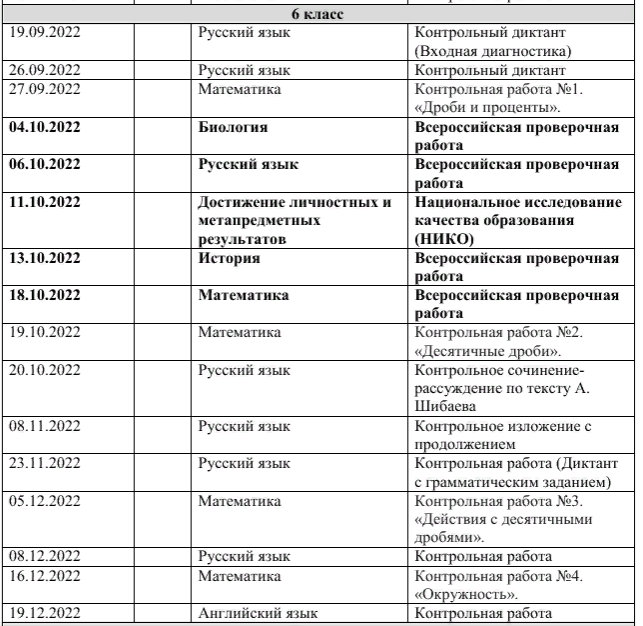 6 класс
19.09.2022 Русский язык Контрольный диктант
(Входная диагностика)
26.09.2022 Русский язык Контрольный диктант
27.09.2022 Математика Контрольная работа №1.
«Дроби и проценты».
04.10.2022 Биология Всероссийская проверочная
работа
06.10.2022 Русский язык Всероссийская проверочная
работа
11.10.2022 Достижение личностных и Национальное исследование
метапредметных качества образования
результатов (НИКО)
13.10.2022 История Всероссийская проверочная
работа
18.10.2022 Математика Всероссийская проверочная
работа
19.10.2022 Математика Контрольная работа №2.
«Десятичные дроби».
20.10.2022 Русский язык Контрольное сочинение-
рассуждение по тексту А.
Шибаева
08.11.2022 Русский язык Контрольное изложение с
продолжением
23.11.2022 Русский язык Контрольная работа (Диктант
с грамматическим заданием)
05.12.2022 Математика Контрольная работа №3.
«Действия с десятичными
дробями».
08.12.2022 Русский язык Контрольная работа
16.12.2022 Математика Контрольная работа №4.
«Окружность».
19.12.2022 Английский язык Контрольная работа